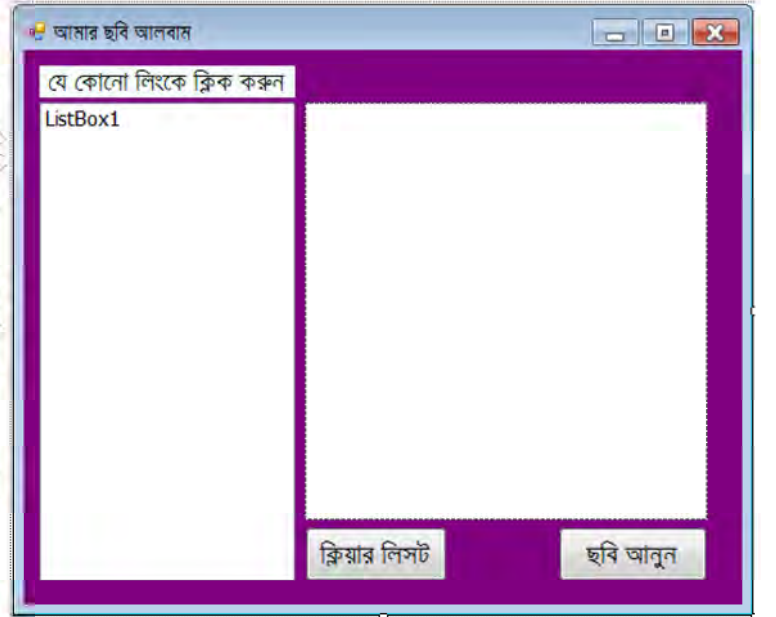 আমার ছবি আলবাম
যে কোনো লিংকে ক্লিক করুন
ListBox1
ক্লিয়ার লিসট
ছবি আনুন